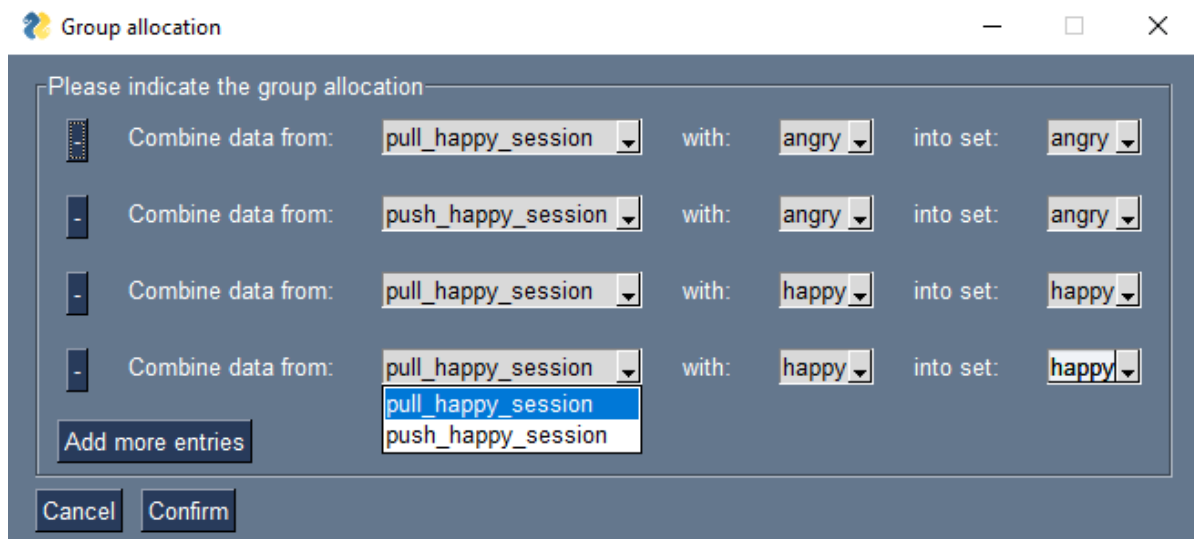 Group allocation
Please indicate the group allocation
- Combine data from: pull_happy_session with: angry into set: angry
- Combine data from: push_happy_session with: angry into set: angry
- Combine data from: pull_happy_session with: happy into set: happy
- Combine data from: pull_happy_session with: happy into set: happy
pull_happy_session
push_happy_session
Add more entries
Cancel Confirm